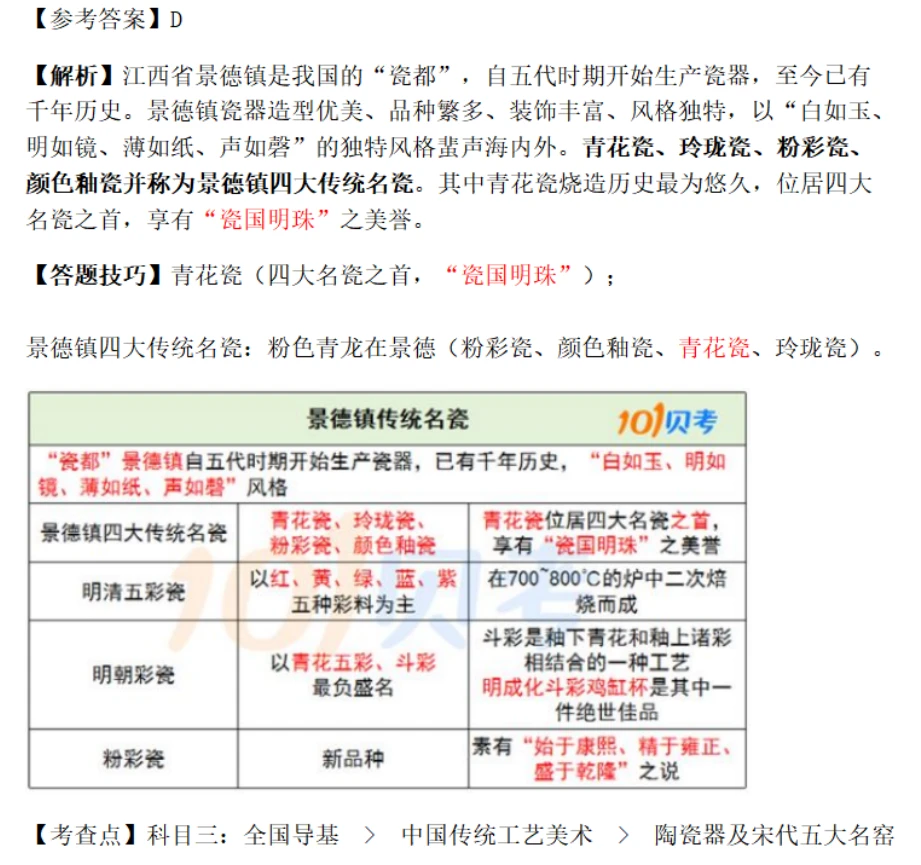 【参考答案】D
【解析】江西省景德镇是我国的“瓷都”，自五代时期开始生产瓷器，至今已有
千年历史。景德镇瓷器造型优美、品种繁多、装饰丰富、风格独特，以“白如玉、
明如镜、薄如纸、声如磬”的独特风格蜚声海内外。青花瓷、玲珑瓷、粉彩瓷、
颜色釉瓷并称为景德镇四大传统名瓷。其中青花瓷烧造历史最为悠久，位居四大
名瓷之首，享有“瓷国明珠”之美誉。
【答题技巧】青花瓷（四大名瓷之首，“瓷国明珠”）；
景德镇四大传统名瓷：粉色青龙在景德（粉彩瓷、颜色釉瓷、青花瓷、玲珑瓷）。
景德镇传统名瓷
101贝考
“瓷都”景德镇自五代时期开始生产瓷器，已有千年历史，“白如玉、明如
镜、薄如纸、声如磬”风格
景德镇四大传统名瓷
青花瓷、玲珑瓷、
粉彩瓷、颜色釉瓷
青花瓷位居四大名瓷之首，
享有“瓷国明珠”之美誉
明清五彩瓷
以红、黄、绿、蓝、紫
五种彩料为主
在700~800℃的炉中二次焙
烧而成
明朝彩瓷
以青花五彩、斗彩
最负盛名
斗彩是釉下青花和釉上诸彩
相结合的一种工艺
明成化斗彩鸡缸杯是其中一
件绝世佳品
粉彩瓷
新品种
素有“始于康熙、精于雍正、
盛于乾隆”之说
101贝考
【考查点】科目三：全国导基 > 中国传统工艺美术 > 陶瓷器及宋代五大名窑